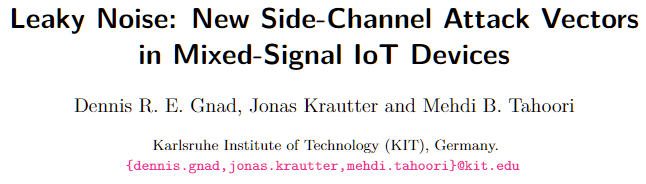 Leaky Noise: New Side-Channel Attack Vectors
in Mixed-Signal IoT Devices
Dennis R. E. Gnad, Jonas Krautter and Mehdi B. Tahoori
Karlsruhe Institute of Technology (KIT), Germany.
{dennis.gnad,jonas.krautter,mehdi.tahoori}@kit.edu